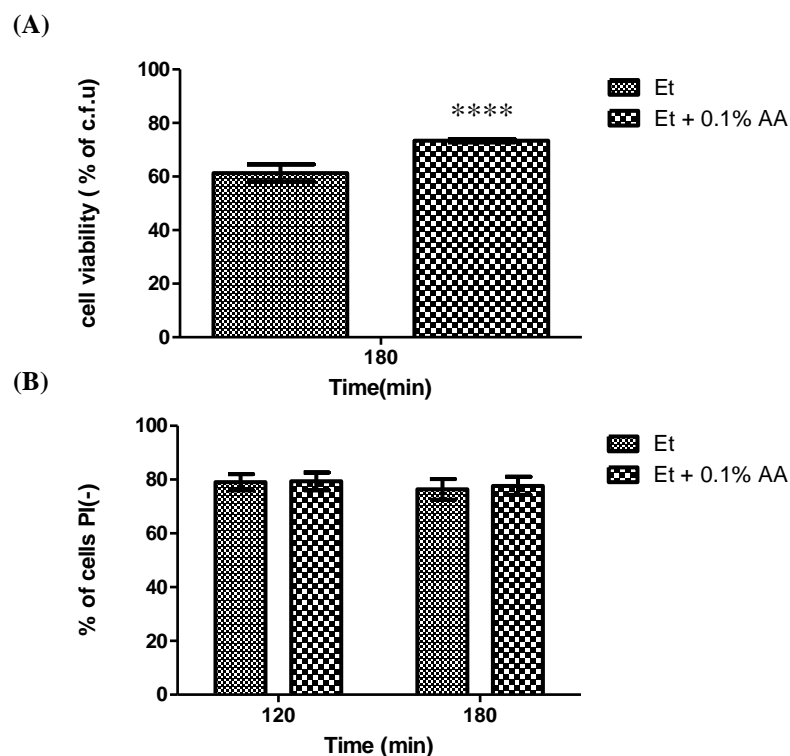 (A)
100
80
60
40
20
0
cell viability ( % of c.f.u)
****
180
Time(min)
Et
Et + 0.1% AA
(B)
100
80
60
40
20
0
% of cells PI(-)
120
180
Time (min)
Et
Et + 0.1% AA